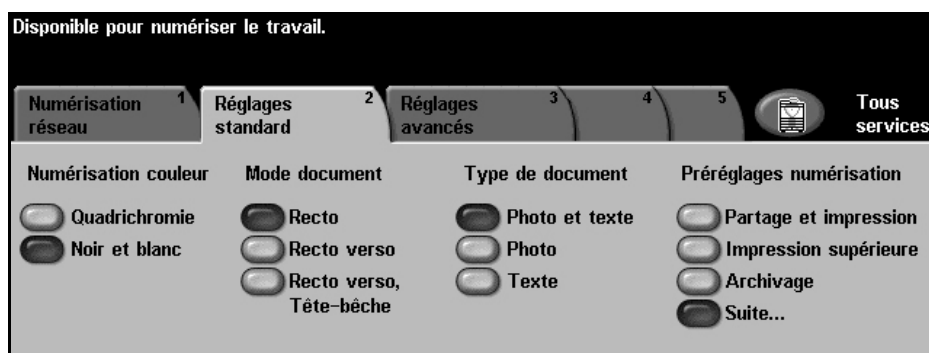 Disponible pour numériser le travail.
Numérisation réseau 1
Réglages standard 2
Réglages avancés 3
4
5
Tous services
Numérisation couleur
Quadrichromie
Noir et blanc
Mode document
Recto
Recto verso
Recto verso,
Tête-bêche
Type de document
Photo et texte
Photo
Texte
Préréglages numérisation
Partage et impression
Impression supérieure
Archivage
Suite...